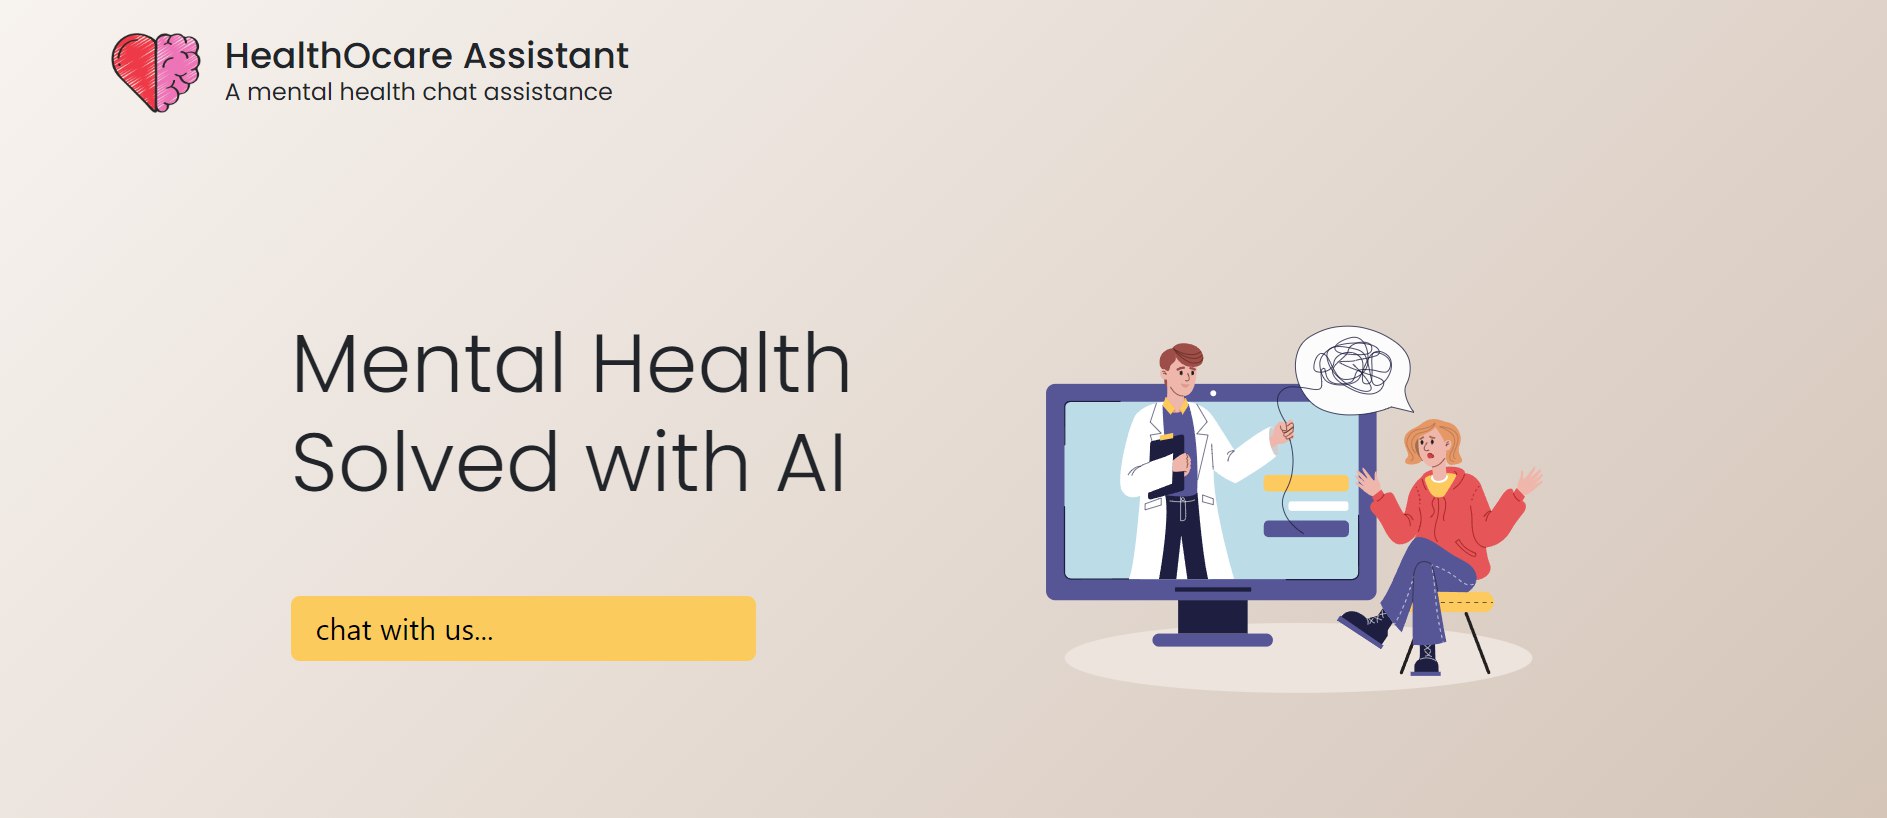 HealthOcare Assistant
A mental health chat assistance
Mental Health
Solved with AI
chat with us...